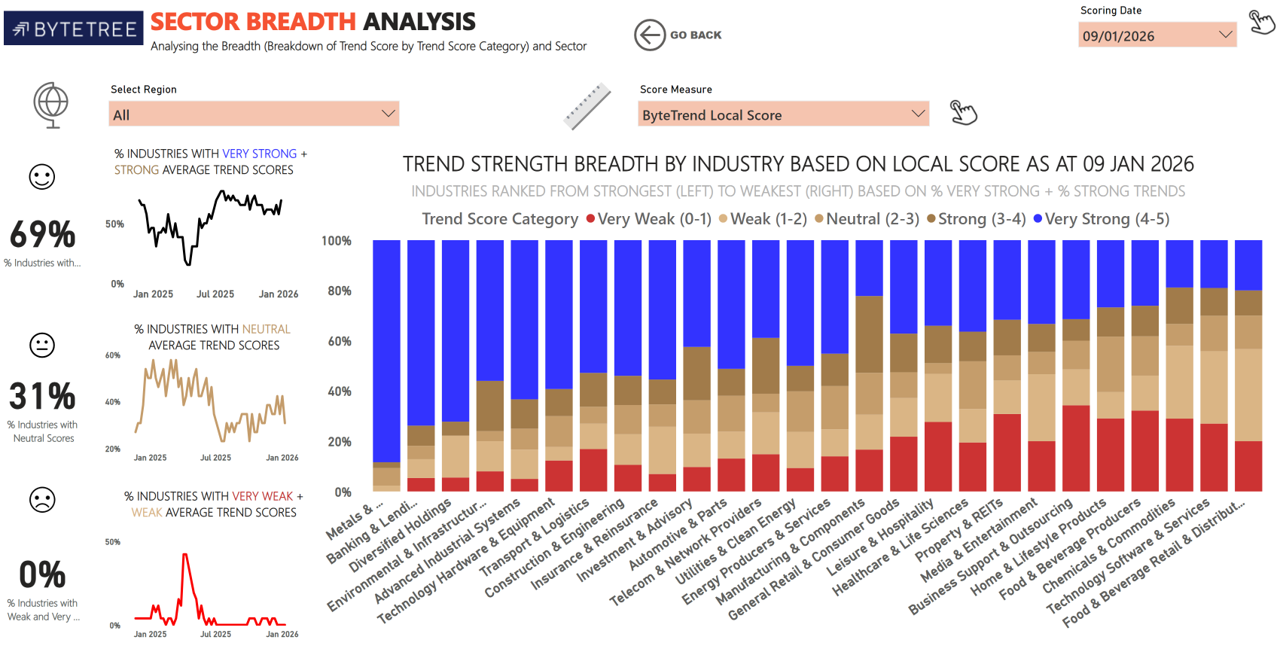 BYTETREE
SECTOR BREADTH ANALYSIS
Analysing the Breadth (Breakdown of Trend Score by Trend Score Category) and Sector
GO BACK
Scoring Date
09/01/2026
Select Region
All
Score Measure
ByteTrend Local Score
% INDUSTRIES WITH VERY STRONG +
STRONG AVERAGE TREND SCORES
50%
0%
Jan 2025 Jul 2025 Jan 2026
69%
% Industries with...
% INDUSTRIES WITH NEUTRAL
AVERAGE TREND SCORES
60%
40%
20%
Jan 2025 Jul 2025 Jan 2026
31%
% Industries with
Neutral Scores
% INDUSTRIES WITH VERY WEAK +
WEAK AVERAGE TREND SCORES
50%
0%
Jan 2025 Jul 2025 Jan 2026
0%
% Industries with
Weak and Very ...
TREND STRENGTH BREADTH BY INDUSTRY BASED ON LOCAL SCORE AS AT 09 JAN 2026
INDUSTRIES RANKED FROM STRONGEST (LEFT) TO WEAKEST (RIGHT) BASED ON % VERY STRONG + % STRONG TRENDS
Trend Score Category Very Weak (0-1) Weak (1-2) Neutral (2-3) Strong (3-4) Very Strong (4-5)
100%
80%
60%
40%
20%
0%
Metals & ...
Banking & Lendi...
Diversified Holdings
Environmental & Infrastructur...
Advanced Industrial Systems
Technology Hardware & Equipment
Transport & Logistics
Construction & Engineering
Insurance & Reinsurance
Investment & Advisory
Automotive & Parts
Telecom & Network Providers
Utilities & Clean Energy
Energy Producers & Services
Manufacturing & Components
General Retail & Consumer Goods
Leisure & Hospitality
Healthcare & Life Sciences
Property & REITs
Media & Entertainment
Business Support & Outsourcing
Home & Lifestyle Products
Food & Beverage Producers
Chemicals & Commodities
Technology Software & Services
Food & Beverage Retail & Distribut...